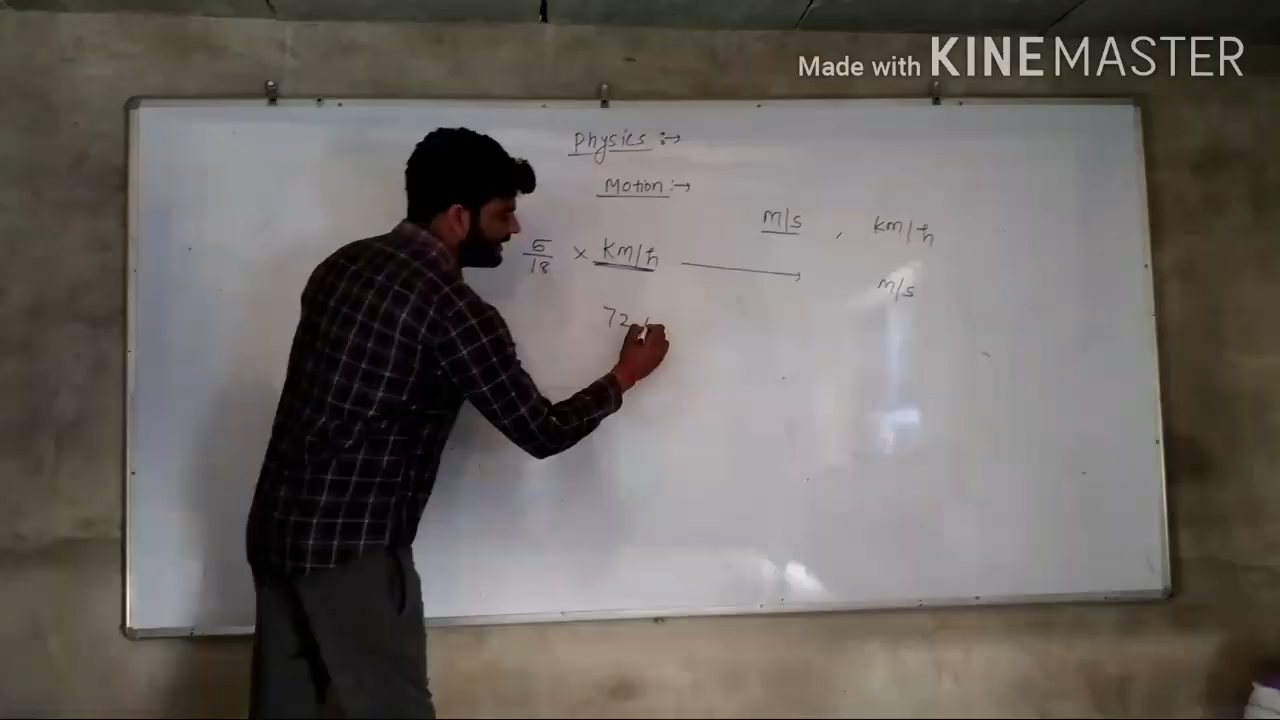 Made with KINEMASTER
Physics :→
Motion :→
m/s , km/h
5/18 × km/h → m/s
72